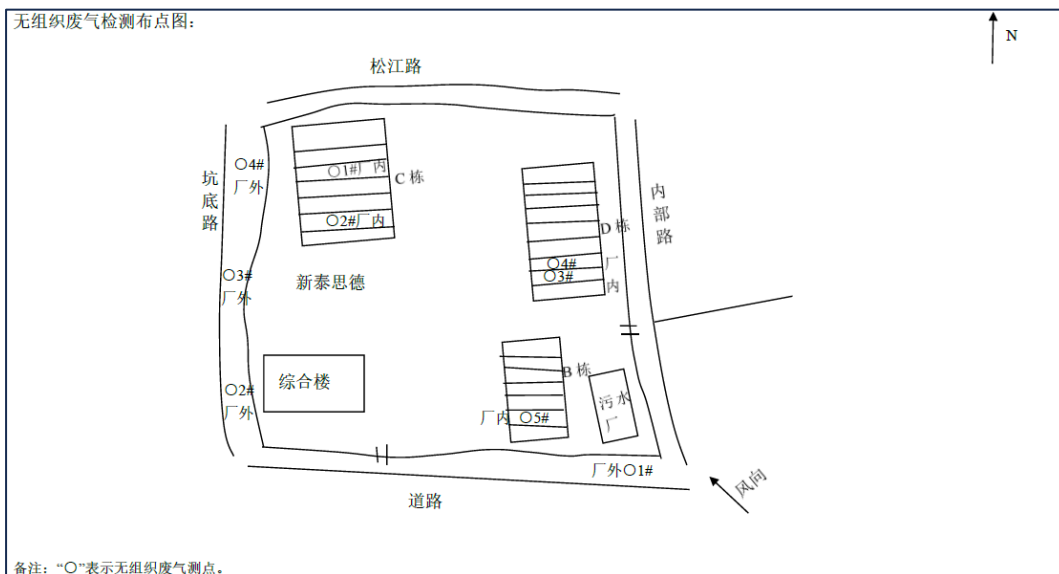 无组织废气检测布点图：
N
松江路
坑底路
○4#
厂外
○1#厂内
C 栋
○2#厂内
内部路
D 栋
○4#
○3#
厂内
○3#
厂外
新泰思德
综合楼
○2#
厂外
B 栋
污水厂
厂内 ○5#
厂外○1#
风向
道路
备注：“○”表示无组织废气测点。